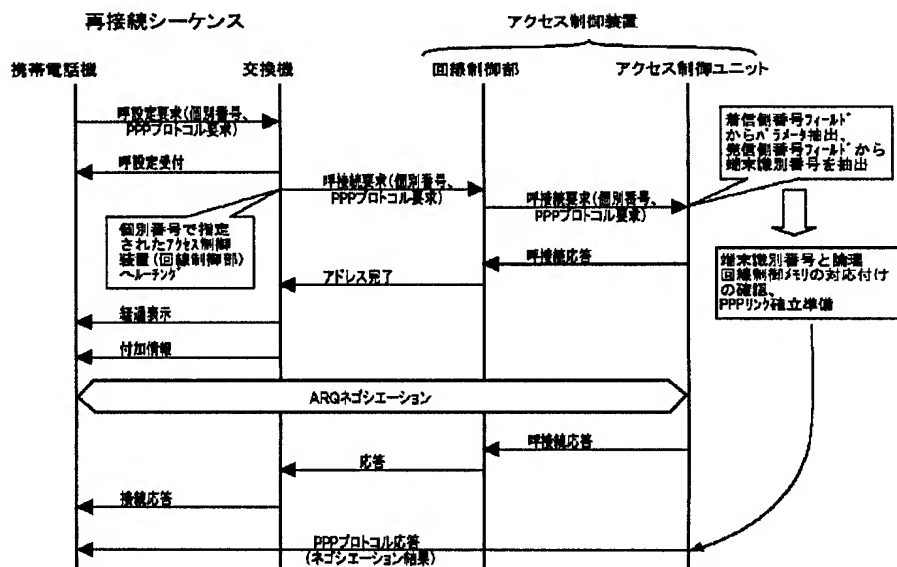 再接続シーケンス
アクセス制御装置
携帯電話機
交換機
回線制御部
アクセス制御ユニット
呼設定要求(個別番号、
PPPプロトコル要求)
呼設定受付
呼接続要求(個別番号、
PPPプロトコル要求)
呼接続要求(個別番号、
PPPプロトコル要求)
着信側番号フィールド
からパラメータ抽出、
発信側番号フィールドから
端末識別番号を抽出
個別番号で指定
されたアクセス制御
装置(回線制御部)
へルーチング
呼接続応答
アドレス完了
端末識別番号と論理
回線制御メモリの対応付け
の確認、
PPPリンク確立準備
経過表示
付加情報
ARQネゴシエーション
呼接続応答
応答
接続応答
PPPプロトコル応答
(ネゴシエーション結果)